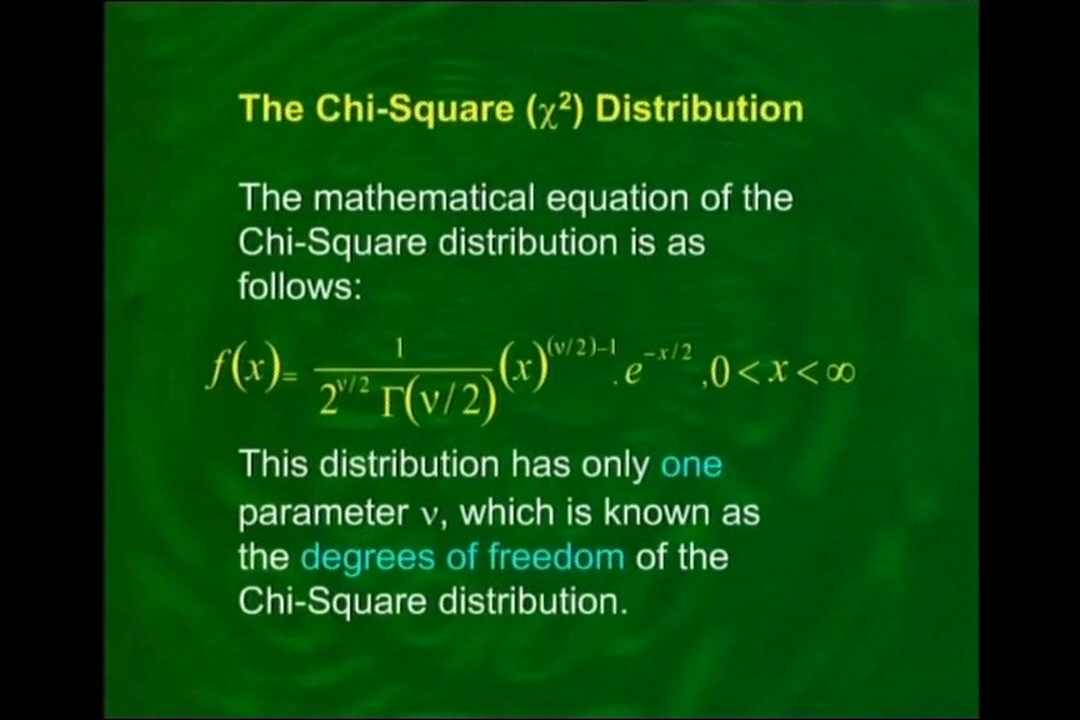 The Chi-Square (χ²) Distribution
The mathematical equation of the
Chi-Square distribution is as
follows:
f(x)= 1 / 2^(ν/2) Γ(ν/2) (x)^((ν/2)–1) .e^(–x/2) ,0<x<∞
This distribution has only one
parameter ν, which is known as
the degrees of freedom of the
Chi-Square distribution.